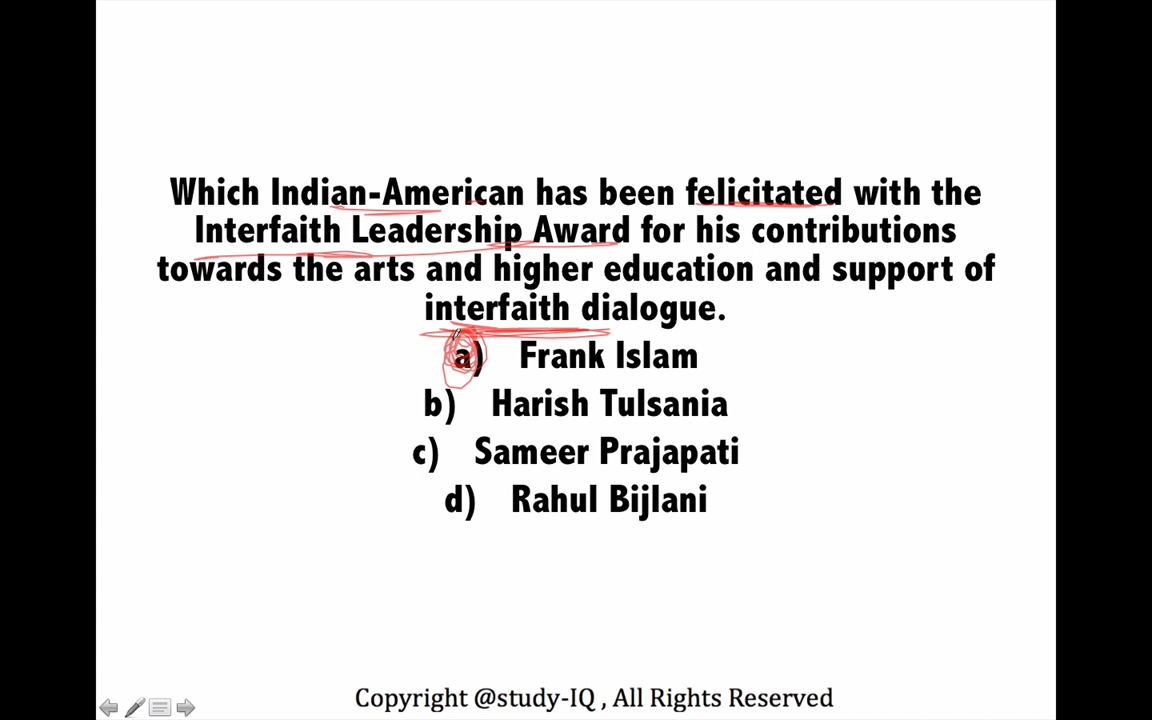 Which Indian-American has been felicitated with the
Interfaith Leadership Award for his contributions
towards the arts and higher education and support of
interfaith dialogue.
a) Frank Islam
b) Harish Tulsania
c) Sameer Prajapati
d) Rahul Bijlani
Copyright @study-IQ , All Rights Reserved